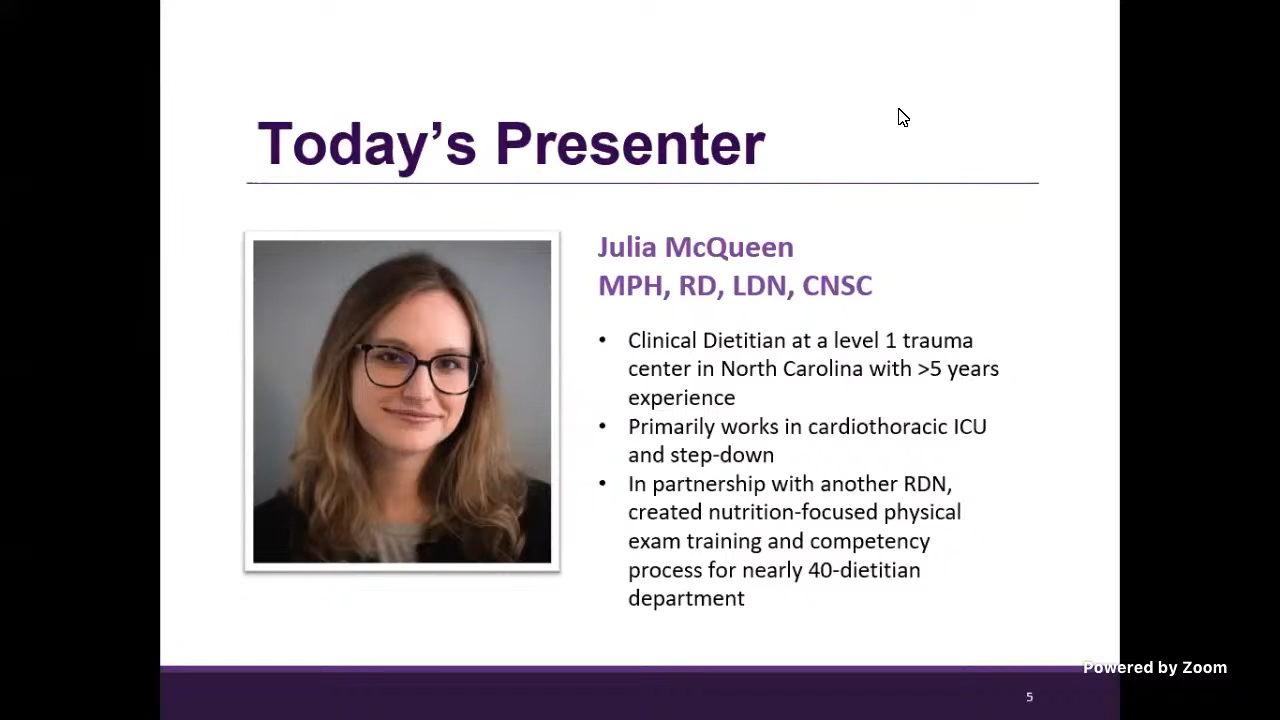 Today’s Presenter
Julia McQueen
MPH, RD, LDN, CNSC
• Clinical Dietitian at a level 1 trauma
center in North Carolina with >5 years
experience
• Primarily works in cardiothoracic ICU
and step-down
• In partnership with another RDN,
created nutrition-focused physical
exam training and competency
process for nearly 40-dietitian
department
Powered by Zoom
5